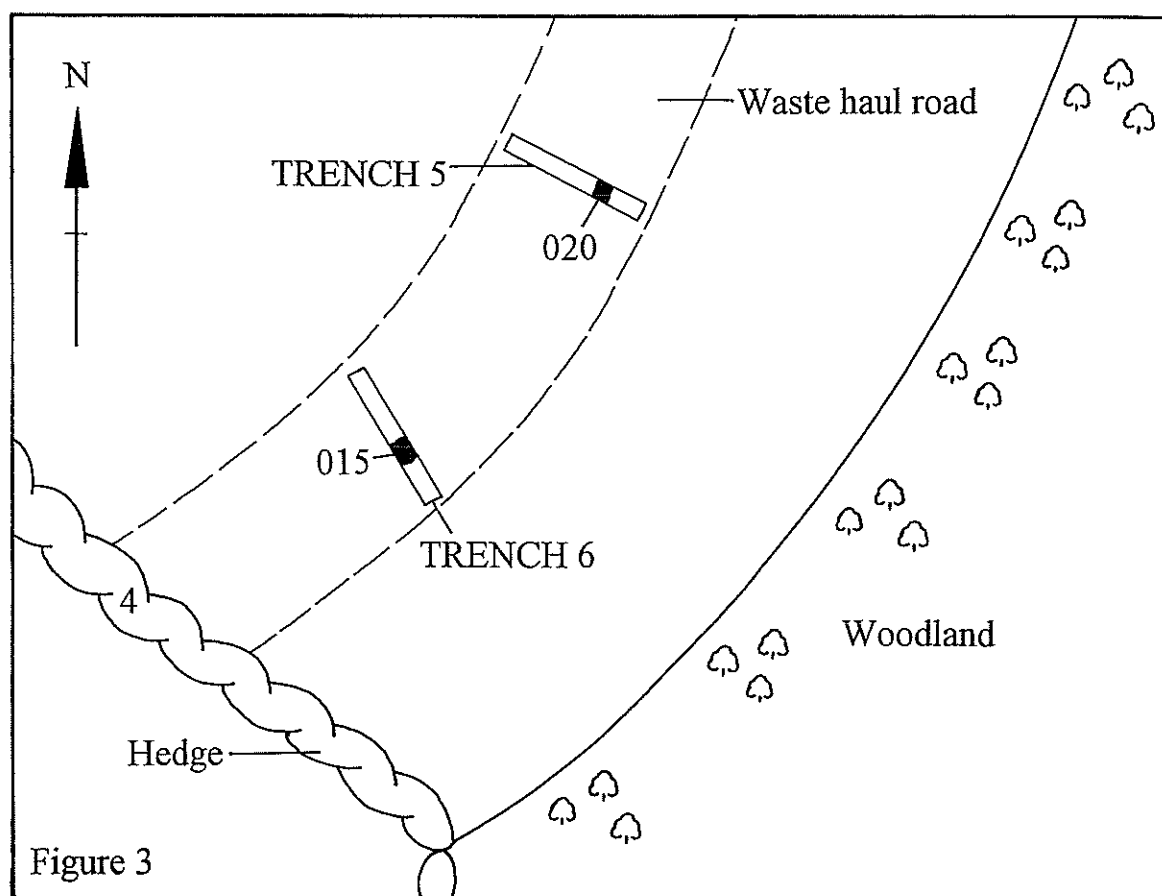 N
Waste haul road
TRENCH 5
020
015
TRENCH 6
4
Woodland
Hedge
Figure 3